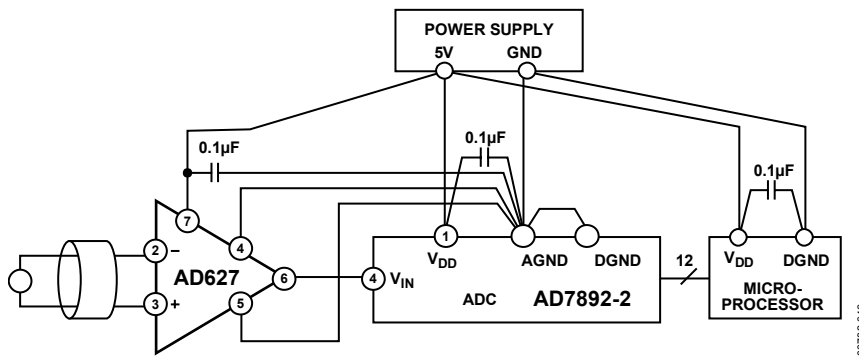 POWER SUPPLY
5V GND
0.1µF
0.1µF
0.1µF
7
2 –
4
1
VDD AGND DGND
12
VDD DGND
AD627
6
4 VIN
3 +
5
ADC AD7892-2
MICRO-
PROCESSOR